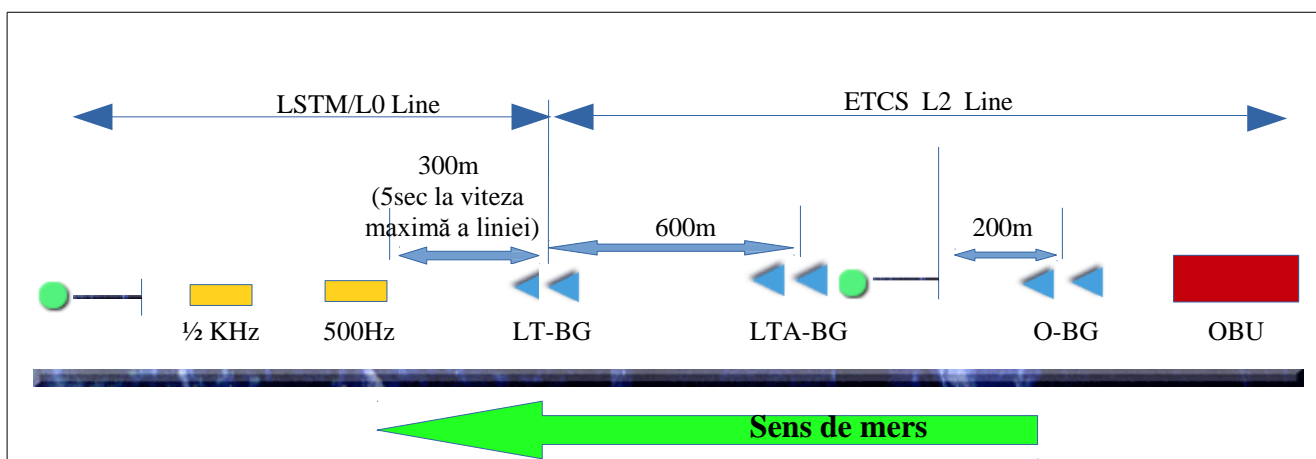 LSTM/L0 Line
ETCS L2 Line
300m
(5sec la viteza
maximă a liniei)
600m
200m
½ KHz
500Hz
LT-BG
LTA-BG
O-BG
OBU
Sens de mers